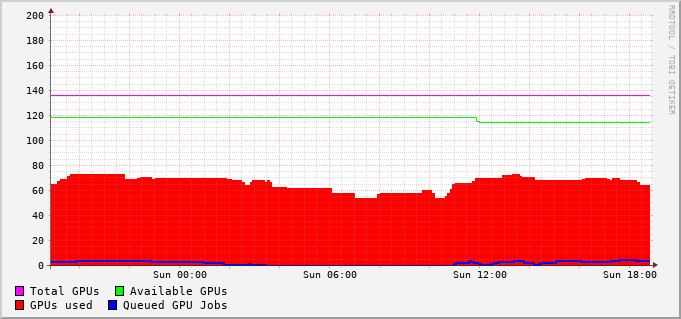 200
180
160
140
120
100
80
60
40
20
0
Sun 00:00 Sun 06:00 Sun 12:00 Sun 18:00
Total GPUs Available GPUs
GPUs used Queued GPU Jobs
RRDTOOL / TOBI OETIKER